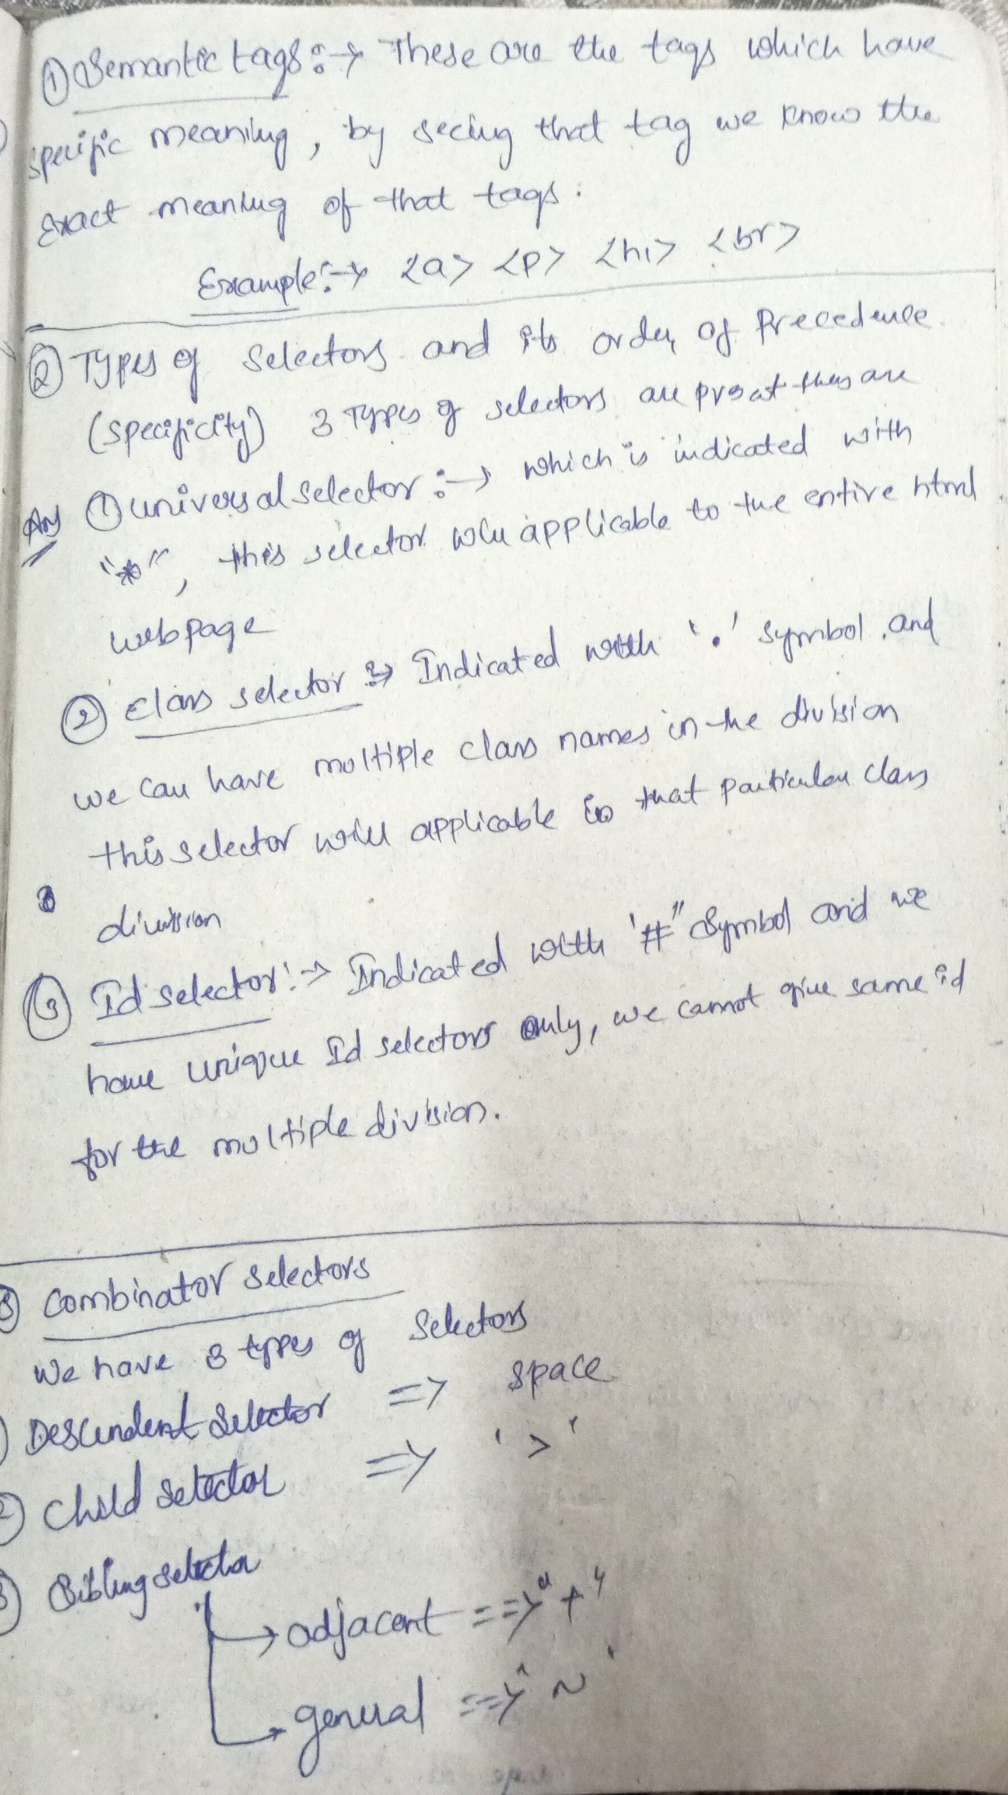 ① Semantic tags :→ These are the tags which have
specific meaning, by seeing that tag we know the
exact meaning of that tags.
Example :→ <a> <p> <h1> <br>
② Types of selectors and its order of Precedence
(specificity) 3 Types of selectors are present they are
Ans ① universal selector :→ which is indicated with
"*", this selector will applicable to the entire html
webpage
② class selector :→ Indicated with '.' symbol, and
we can have multiple class names in the division
this selector will applicable to that particular class
division
③ Id selector :→ Indicated with '#" Symbol and we
have unique Id selectors only, we cannot give same id
for the multiple division.
③ Combinator selectors
We have 3 types of Selectors
① Descendent selector => space
② Child selector => '>'
③ Sibling selector
→ adjacent ==> "+"
→ general ==> '~'